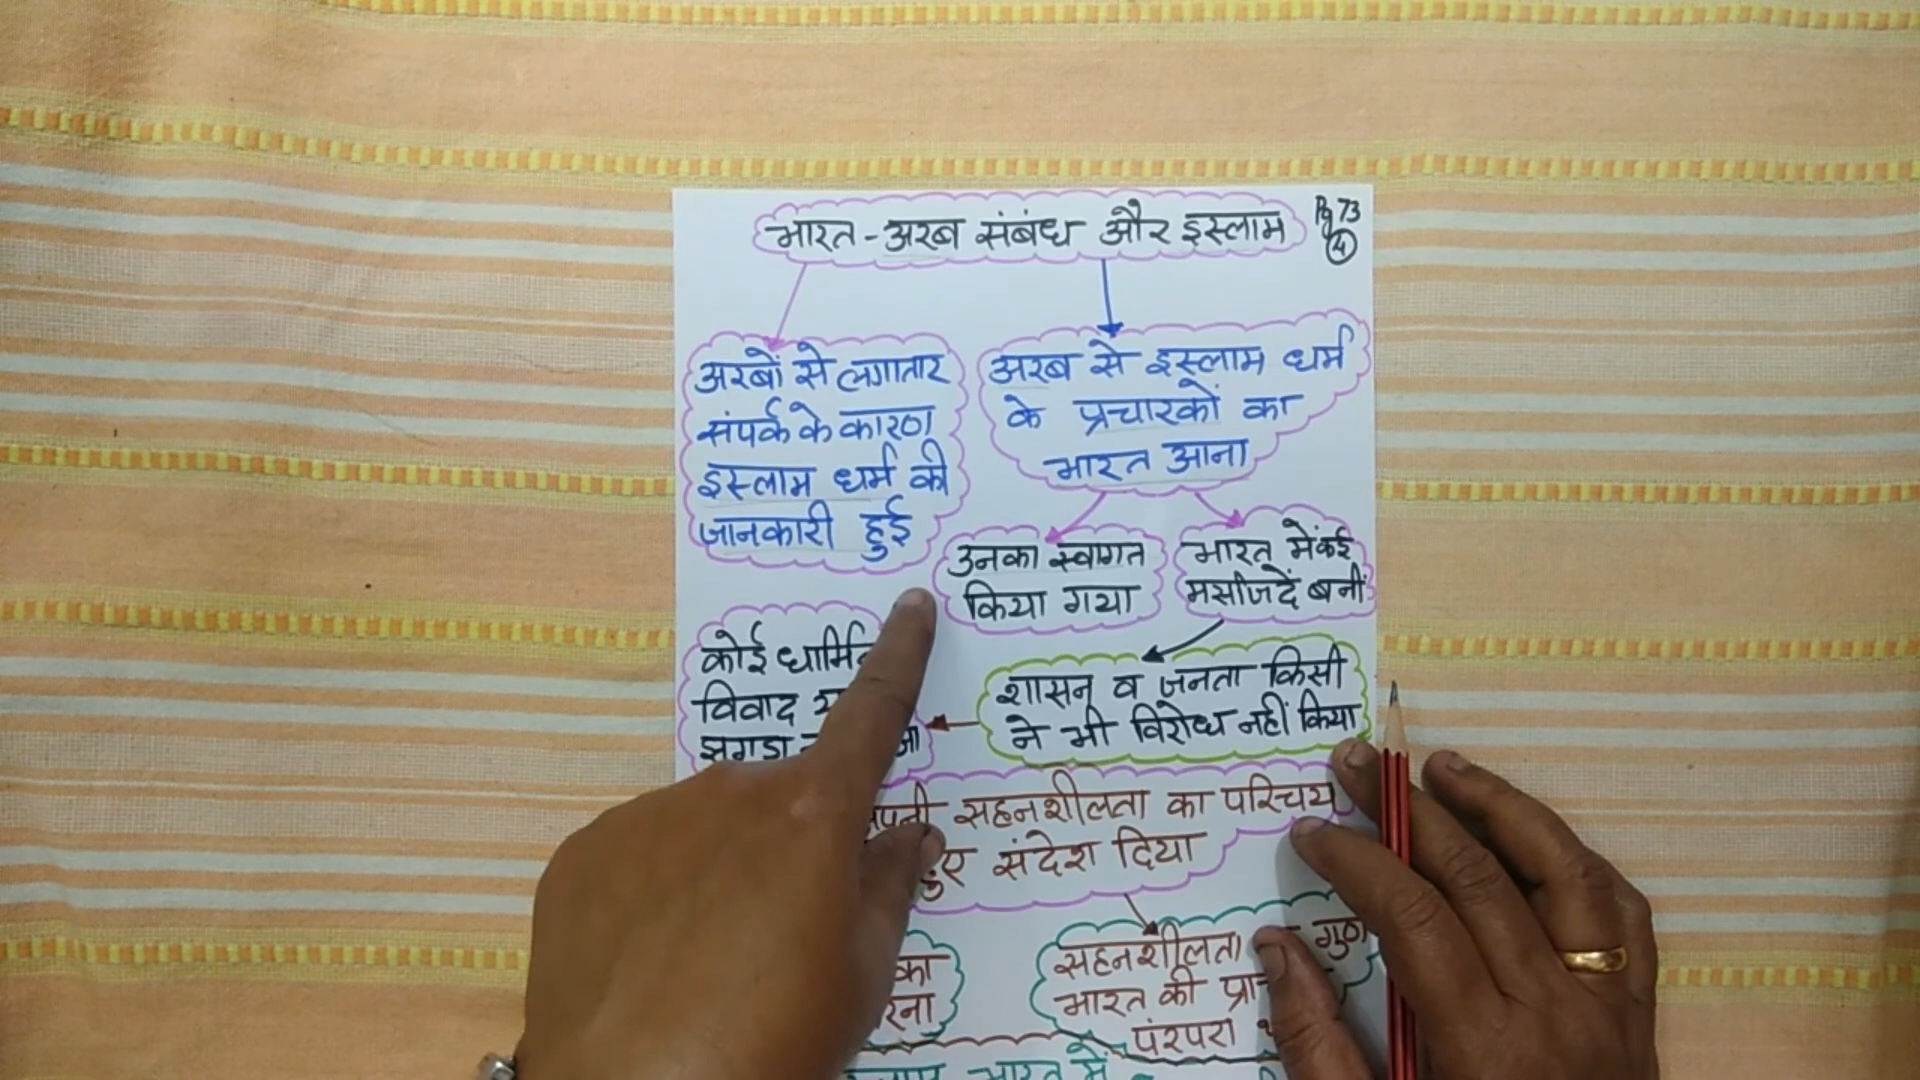 भारत-अरब संबंध और इस्लाम
Pg 73
4
अरबों से लगातार
संपर्क के कारण
इस्लाम धर्म की
जानकारी हुई
अरब से इस्लाम धर्म
के प्रचारकों का
भारत आना
उनका स्वागत
किया गया
भारत में कई
मसजिदें बनीं
शासन व जनता किसी
ने भी विरोध नहीं किया
कोई
विवाद
झगड़ा
सहनशीलता का परिचय
हुए संदेश दिया
सहनशीलता गुण
भारत की
पंरपरा
का
भारत में